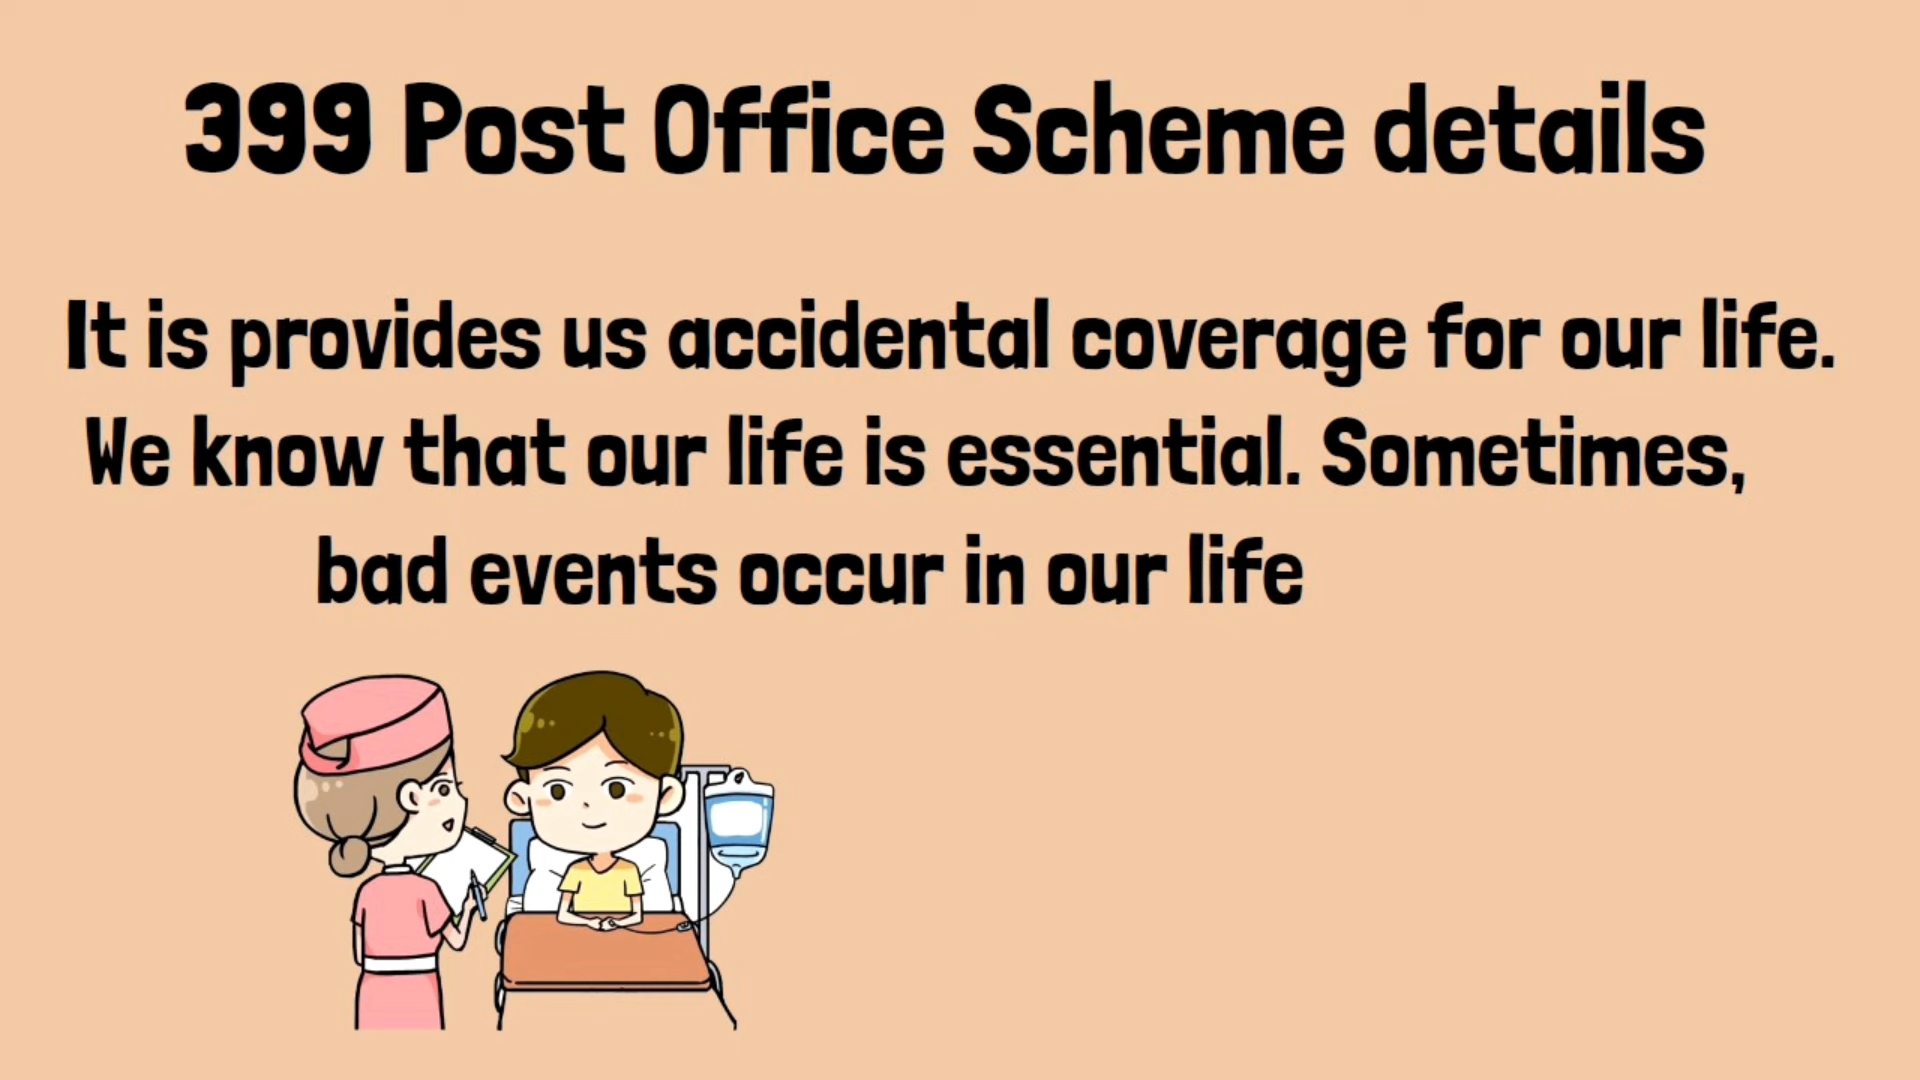 399 Post Office Scheme details
It is provides us accidental coverage for our life.
We know that our life is essential. Sometimes,
bad events occur in our life